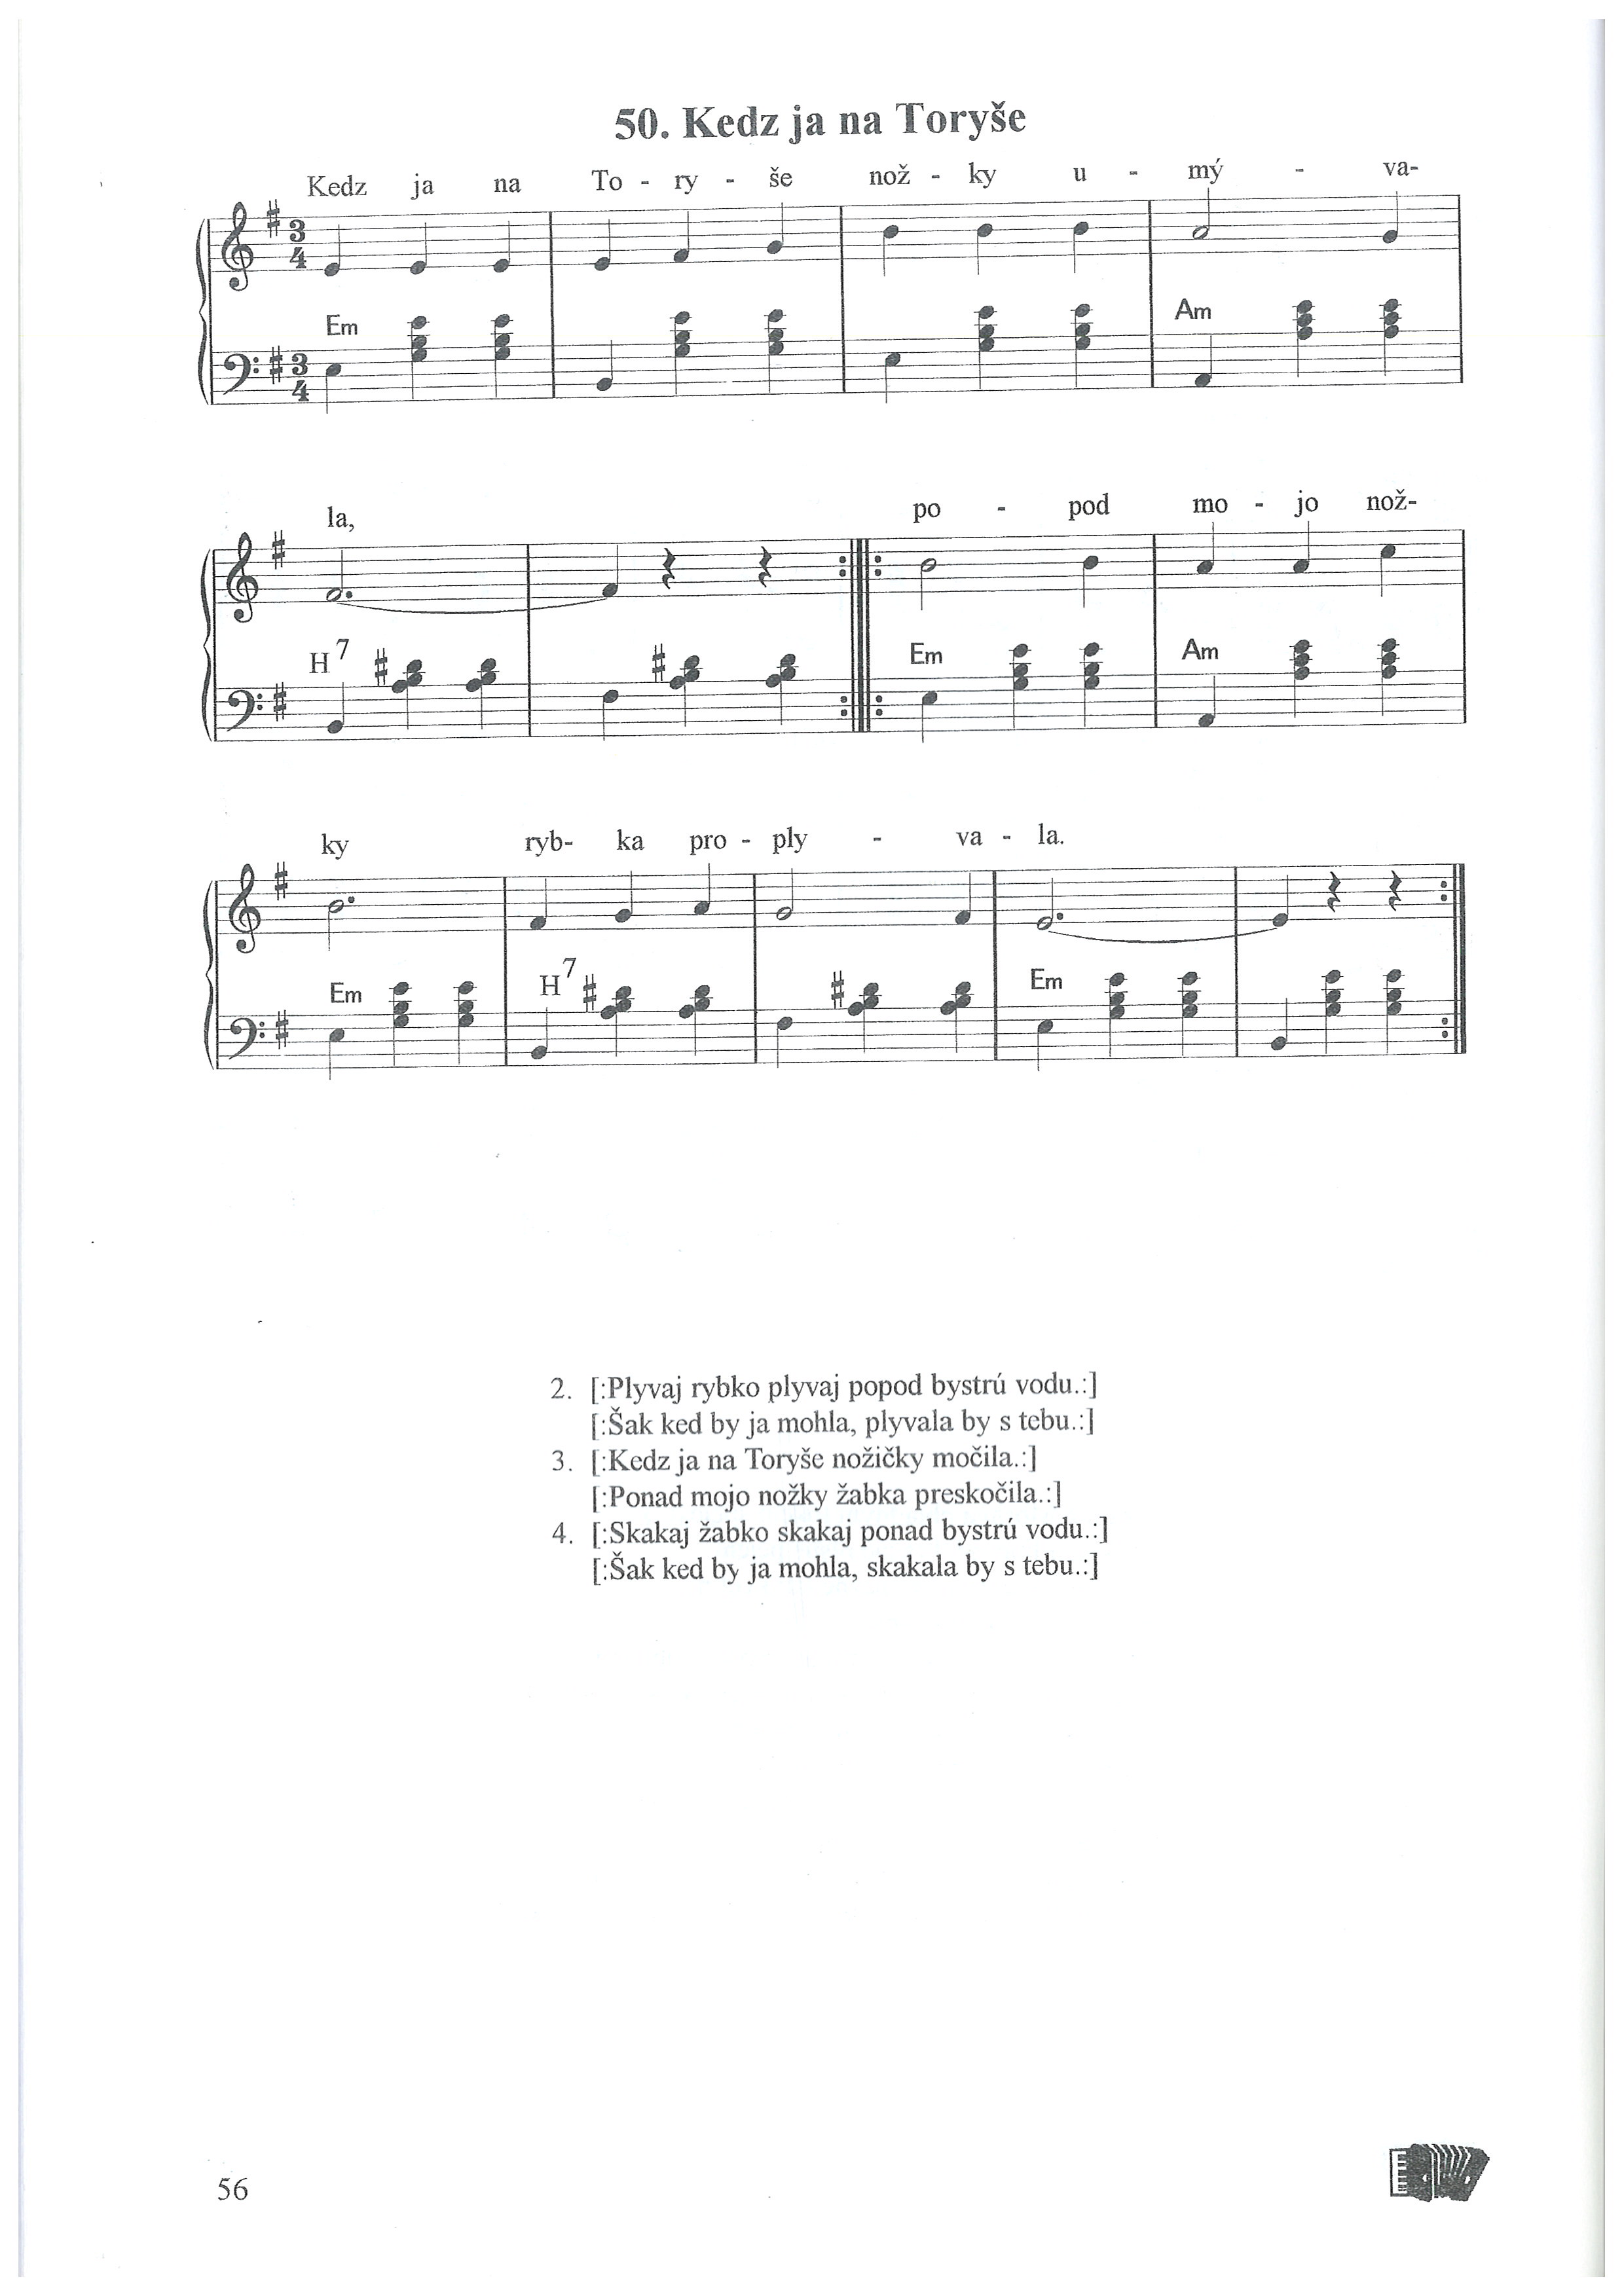 50. Kedz ja na Toryše
Kedz ja na To - ry - še nož - ky u - mý - va-
3 4
Em Am
3 4
la, po - pod mo - jo nož-
H7 Em Am
ky ryb- ka pro - ply - va - la.
Em H7 Em
2. [:Plyvaj rybko plyvaj popod bystrú vodu.:]
[:Šak ked by ja mohla, plyvala by s tebu.:]
3. [:Kedz ja na Toryše nožičky močila.:]
[:Ponad mojo nožky žabka preskočila.:]
4. [:Skakaj žabko skakaj ponad bystrú vodu.:]
[:Šak ked by ja mohla, skakala by s tebu.:]
56